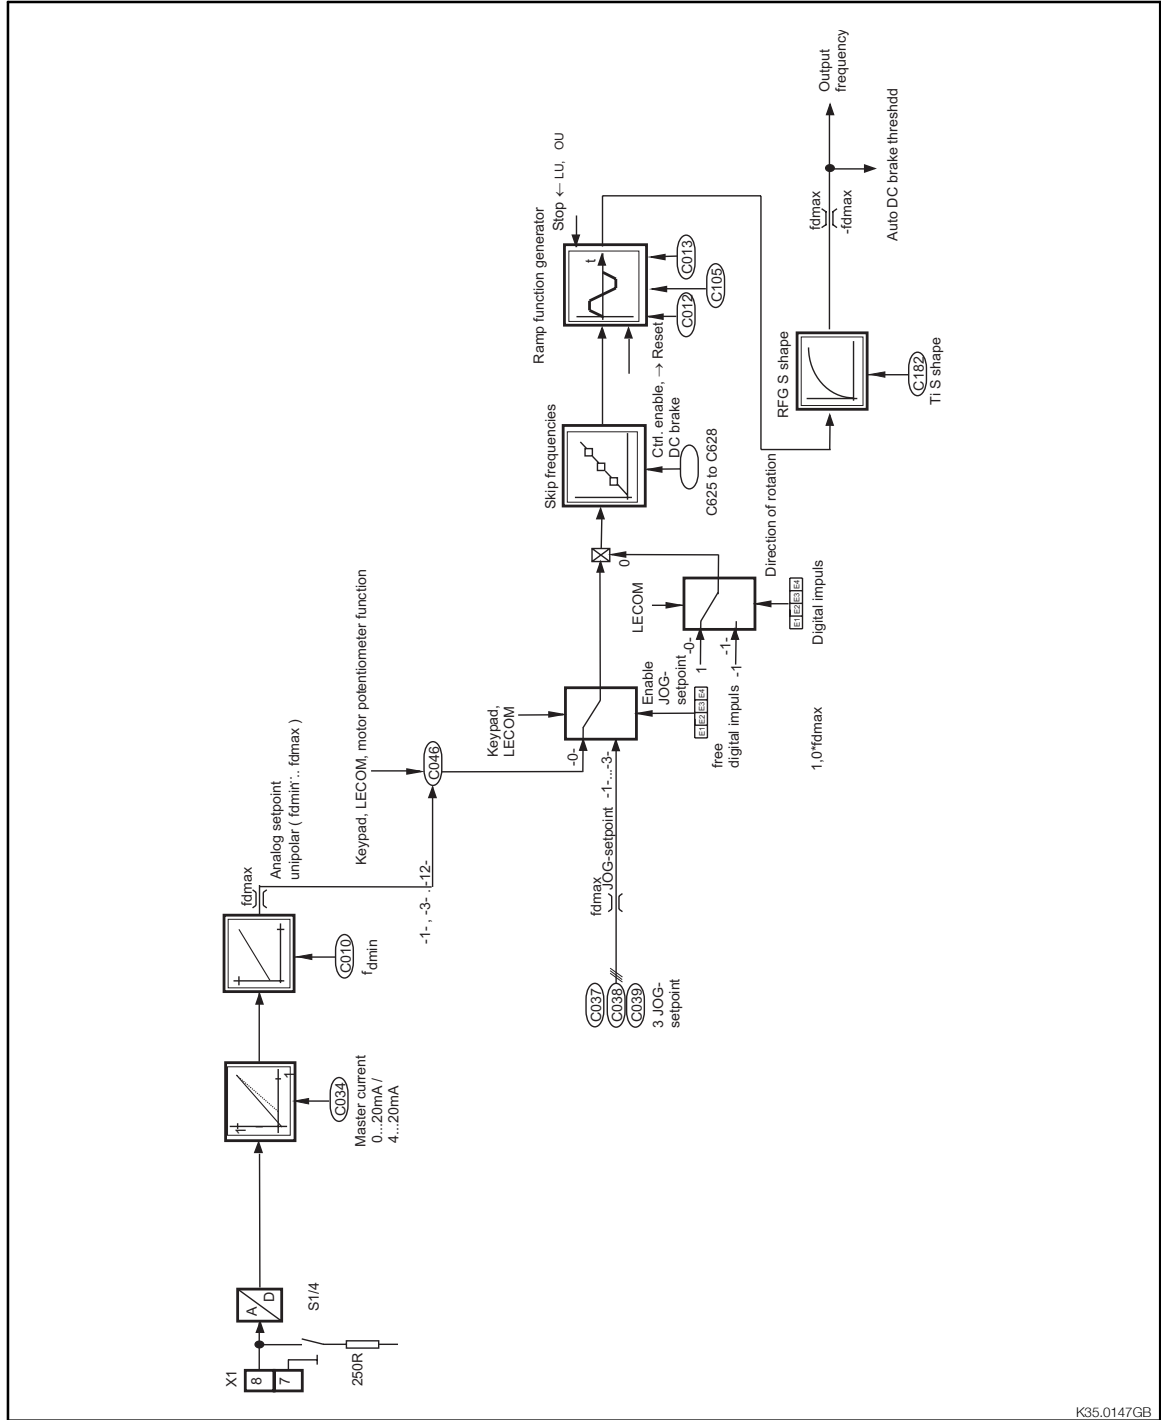 X1
8
7
250R
A
D
S1/4
C034
Master current
0...20mA /
4...20mA
C010
fdmin
fdmax
Analog setpoint
unipolar ( fdmin ... fdmax )
-1- , -3- . -12-
Keypad, LECOM, motor potentiometer function
C046
C037
C038
C039
3 JOG-
setpoint
fdmax
JOG-setpoint -1-...-3-
-0-
Keypad,
LECOM
Enable
JOG-
setpoint
E1 E2 E3 E4
free
digital impuls
-0-
1
-1-
-1
LECOM
0
Direction of rotation
E1 E2 E3 E4
Digital impuls
1,0*fdmax
Skip frequencies
C625 to C628
Ctrl. enable, → Reset
DC brake
Ramp function generator
t
Stop ← LU, OU
C012
C105
C013
RFG S shape
C182
Ti S shape
fdmax
-fdmax
Output
frequency
Auto DC brake threshdd
K35.0147GB